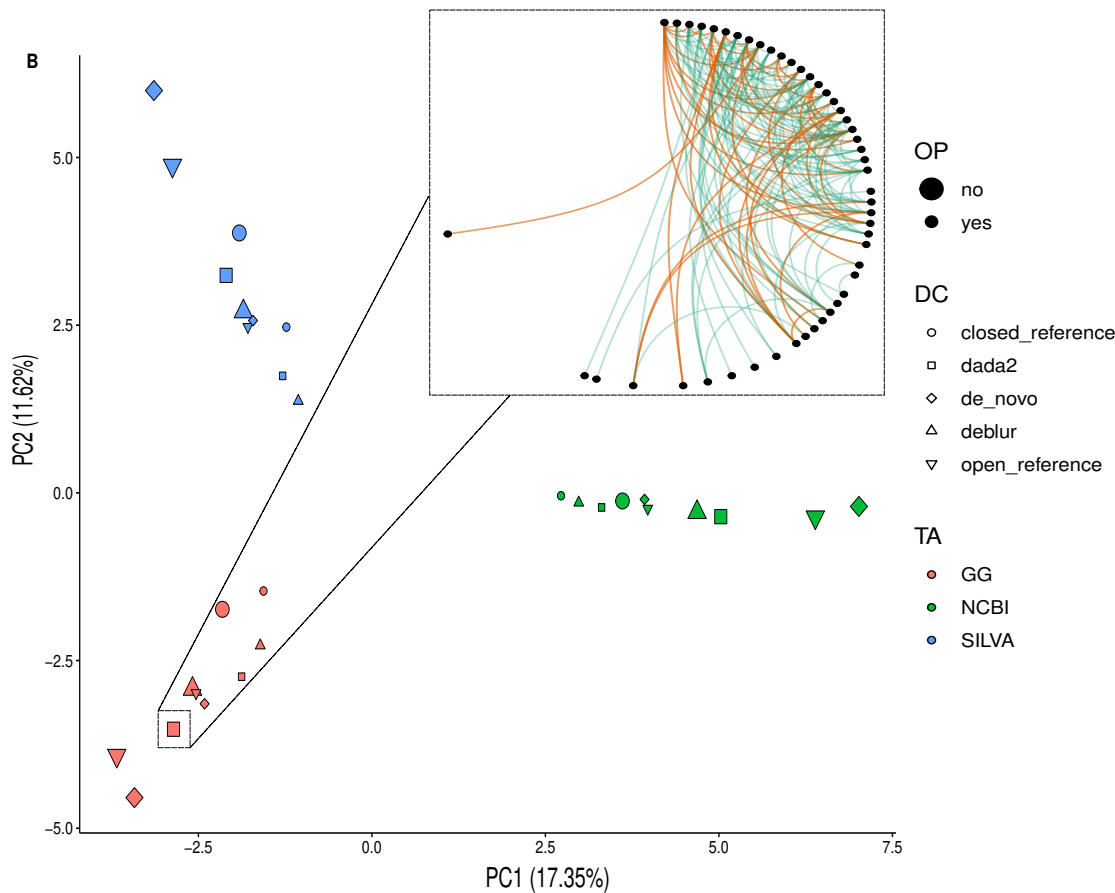 B
5.0
2.5
0.0
−2.5
−5.0
PC2 (11.62%)
−2.5
0.0
2.5
5.0
7.5
PC1 (17.35%)
OP
no
yes
DC
closed_reference
dada2
de_novo
deblur
open_reference
TA
GG
NCBI
SILVA